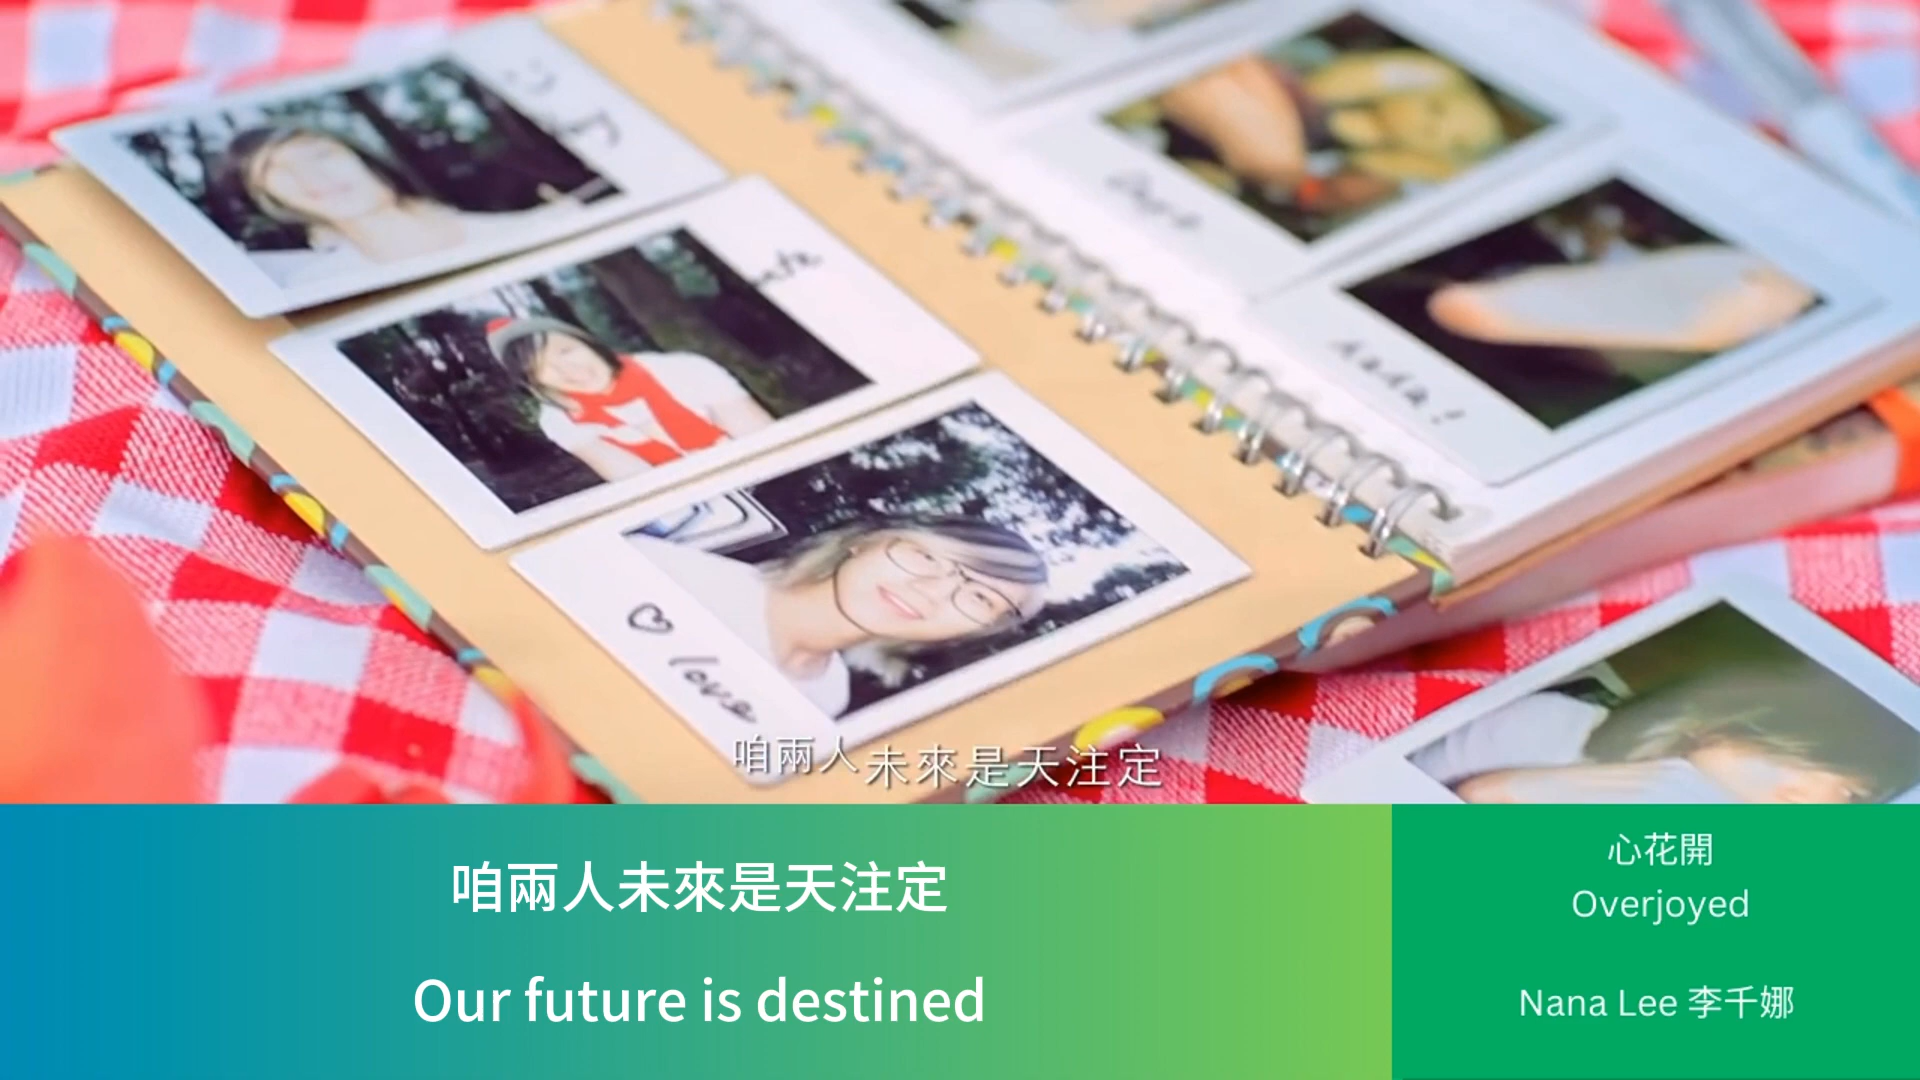 Nana!
love
咱兩人未來是天注定
咱兩人未來是天注定
Our future is destined
心花開
Overjoyed
Nana Lee 李千娜